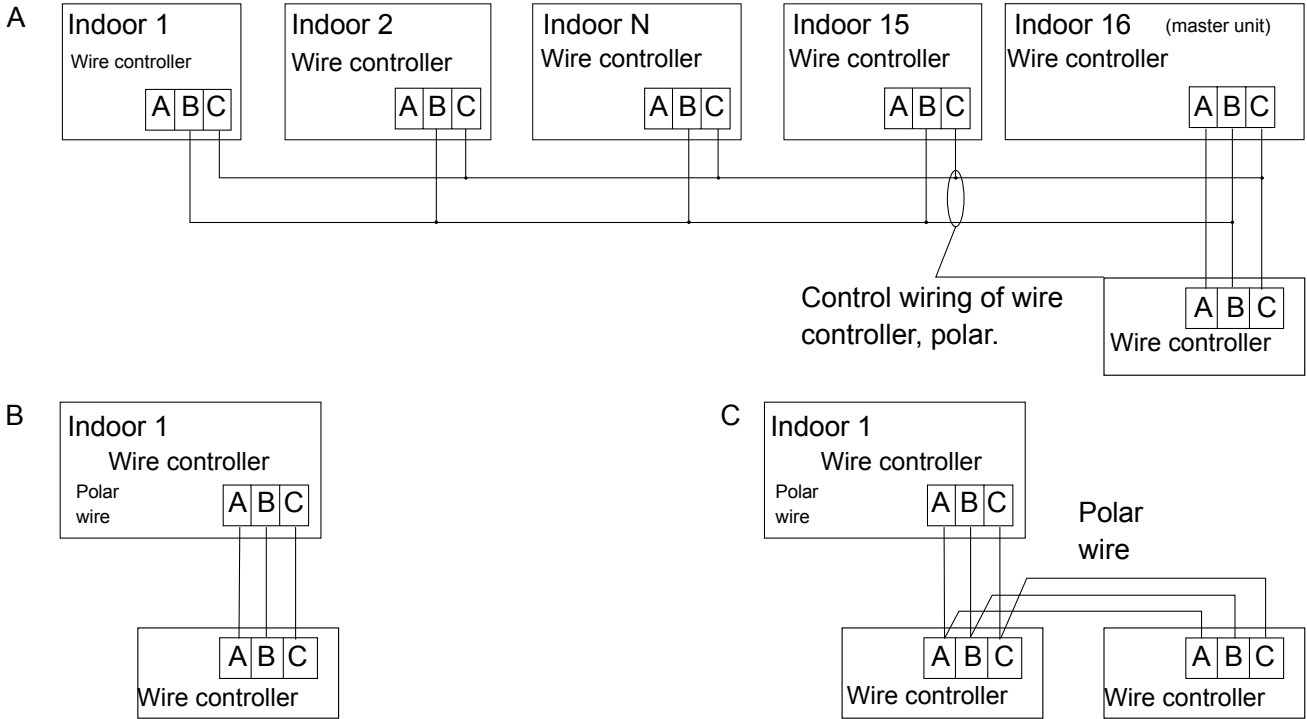 A
Indoor 1
Wire controller
A B C
Indoor 2
Wire controller
A B C
Indoor N
Wire controller
A B C
Indoor 15
Wire controller
A B C
Indoor 16 (master unit)
Wire controller
A B C
Control wiring of wire
controller, polar.
A B C
Wire controller
B
Indoor 1
Wire controller
Polar
wire
A B C
A B C
Wire controller
C
Indoor 1
Wire controller
Polar
wire
A B C
Polar
wire
A B C
Wire controller
A B C
Wire controller